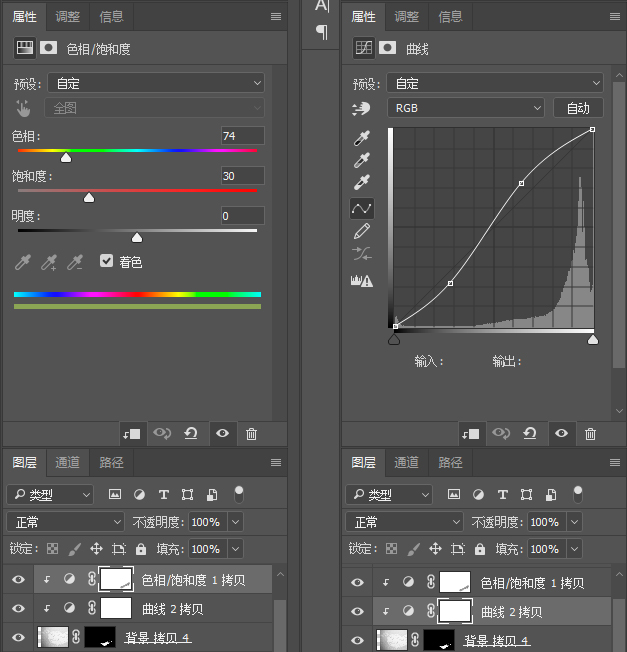 属性 调整 信息
色相/饱和度
预设: 自定
全图
色相: 74
饱和度: 30
明度: 0
着色
图层 通道 路径
类型 T
正常 不透明度: 100%
锁定: 填充: 100%
色相/饱和度 1 拷贝
曲线 2 拷贝
背景 拷贝 4
A|
¶
属性 调整 信息
曲线
预设: 自定
RGB 自动
输入: 输出:
图层 通道 路径
类型 T
正常 不透明度: 100%
锁定: 填充: 100%
色相/饱和度 1 拷贝
曲线 2 拷贝
背景 拷贝 4